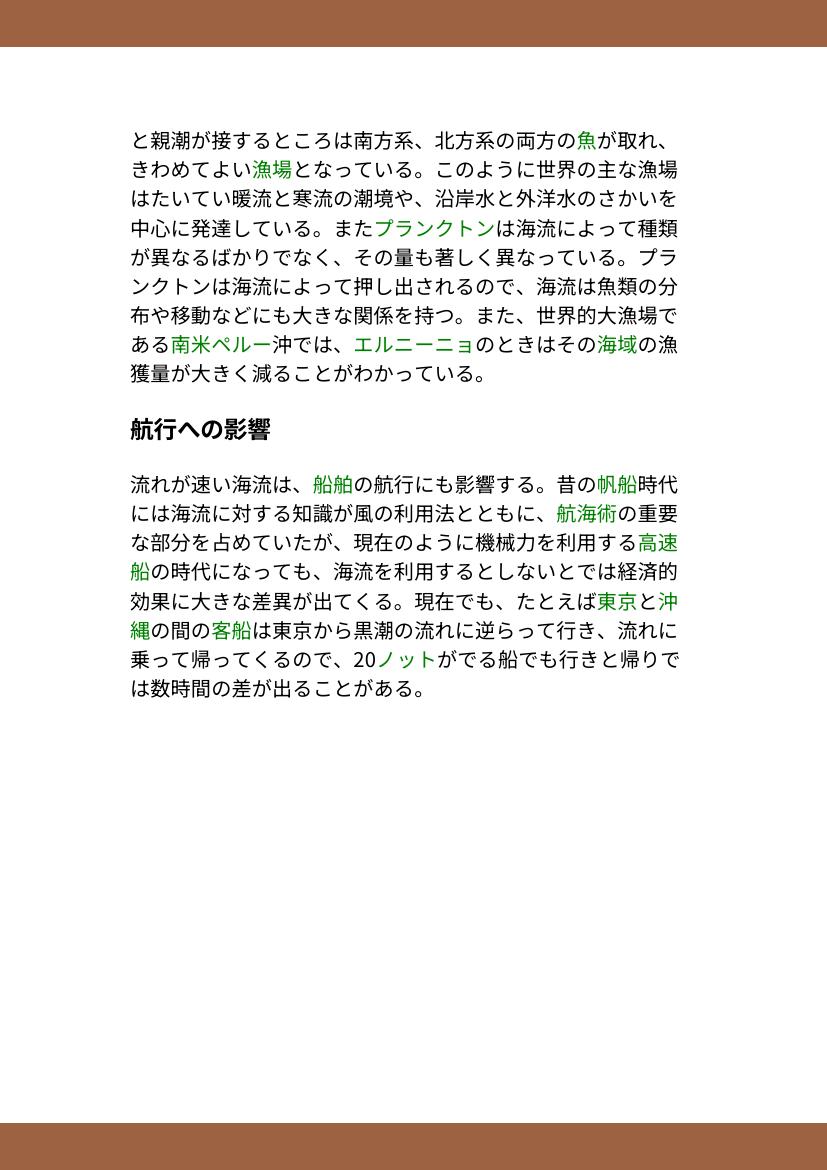 と親潮が接するところは南方系、北方系の両方の魚が取れ、
きわめてよい漁場となっている。このように世界の主な漁場
はたいてい暖流と寒流の潮境や、沿岸水と外洋水のさかいを
中心に発達している。またプランクトンは海流によって種類
が異なるばかりでなく、その量も著しく異なっている。プラ
ンクトンは海流によって押し出されるので、海流は魚類の分
布や移動などにも大きな関係を持つ。また、世界的大漁場で
ある南米ペルー沖では、エルニーニョのときはその海域の漁
獲量が大きく減ることがわかっている。
航行への影響
流れが速い海流は、船舶の航行にも影響する。昔の帆船時代
には海流に対する知識が風の利用法とともに、航海術の重要
な部分を占めていたが、現在のように機械力を利用する高速
船の時代になっても、海流を利用するとしないとでは経済的
効果に大きな差異が出てくる。現在でも、たとえば東京と沖
縄の間の客船は東京から黒潮の流れに逆らって行き、流れに
乗って帰ってくるので、20ノットがでる船でも行きと帰りで
は数時間の差が出ることがある。